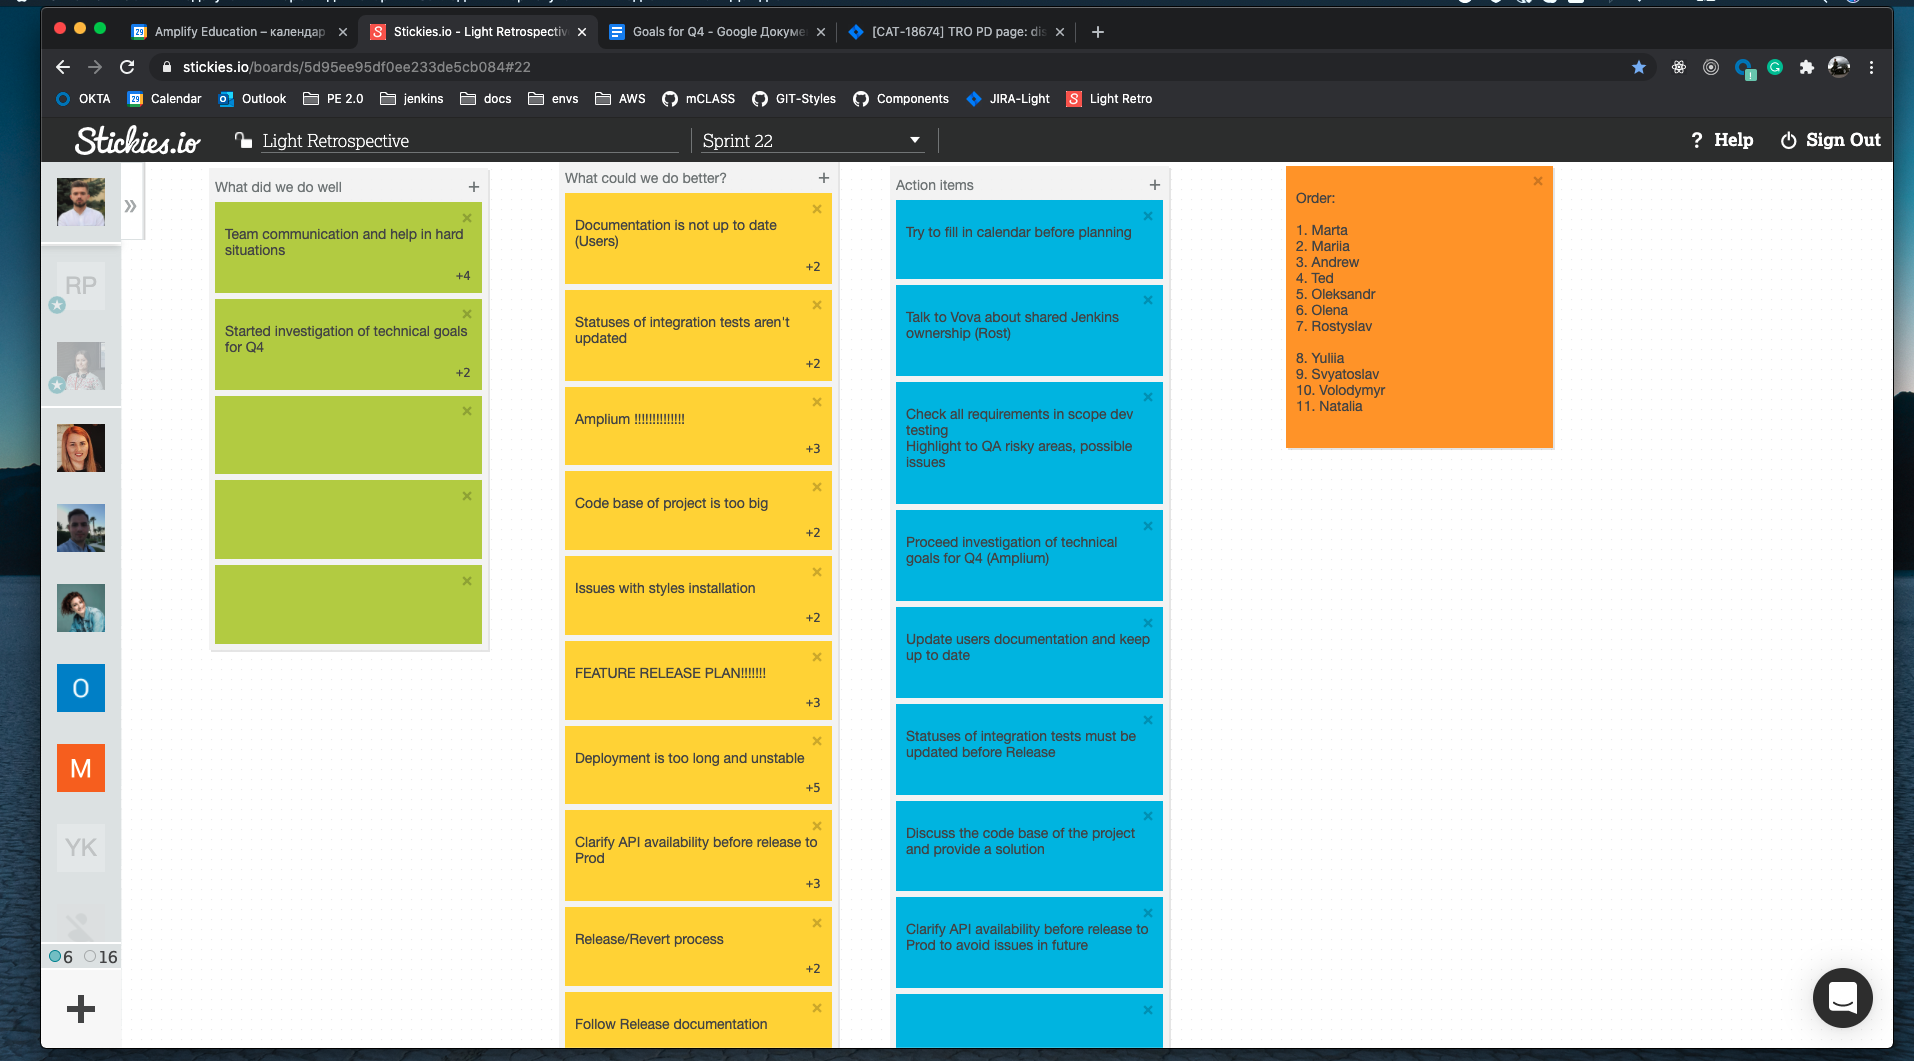 Amplify Education – календар
Stickies.io - Light Retrospectiv
Goals for Q4 - Google Докуме
[CAT-18674] TRO PD page: dis
stickies.io/boards/5d95ee95df0ee233de5cb084#22
OKTA
Calendar
Outlook
PE 2.0
jenkins
docs
envs
AWS
mCLASS
GIT-Styles
Components
JIRA-Light
Light Retro
Stickies.io
Light Retrospective
Sprint 22
? Help
Sign Out
RP
O
M
YK
6
16
What did we do well
Team communication and help in hard
situations
+4
Started investigation of technical goals
for Q4
+2
What could we do better?
Documentation is not up to date
(Users)
+2
Statuses of integration tests aren't
updated
+2
Amplium !!!!!!!!!!!!!!
+3
Code base of project is too big
+2
Issues with styles installation
+2
FEATURE RELEASE PLAN!!!!!!!
+3
Deployment is too long and unstable
+5
Clarify API availability before release to
Prod
+3
Release/Revert process
+2
Follow Release documentation
Action items
Try to fill in calendar before planning
Talk to Vova about shared Jenkins
ownership (Rost)
Check all requirements in scope dev
testing
Highlight to QA risky areas, possible
issues
Proceed investigation of technical
goals for Q4 (Amplium)
Update users documentation and keep
up to date
Statuses of integration tests must be
updated before Release
Discuss the code base of the project
and provide a solution
Clarify API availability before release to
Prod to avoid issues in future
Order:
1. Marta
2. Mariia
3. Andrew
4. Ted
5. Oleksandr
6. Olena
7. Rostyslav
8. Yuliia
9. Svyatoslav
10. Volodymyr
11. Natalia